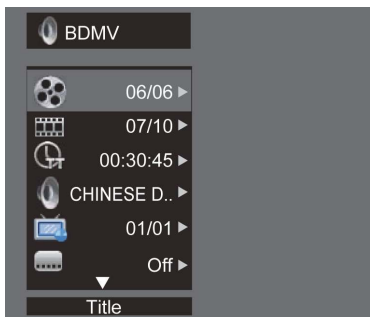 BDMV
06/06
07/10
00:30:45
CHINESE D..
01/01
Off
Title